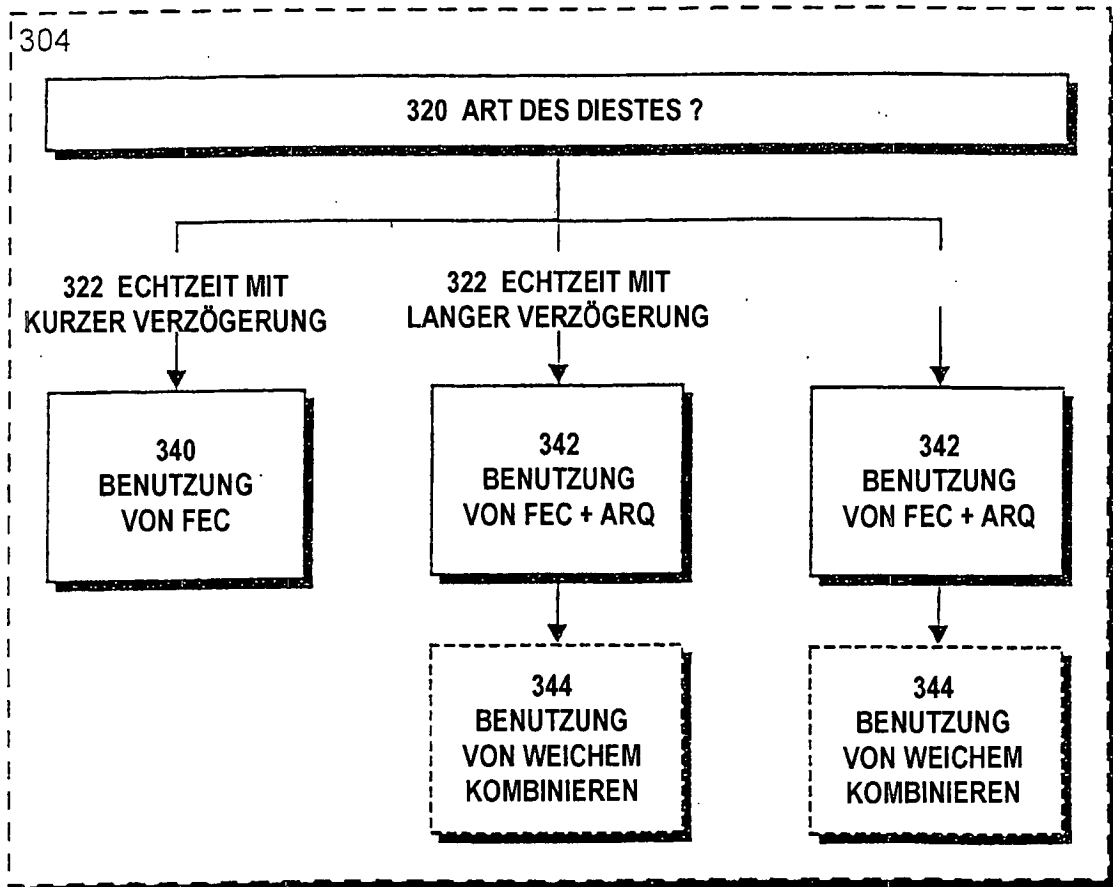 304
320 ART DES DIESTES ?
322 ECHTZEIT MIT
KURZER VERZÖGERUNG
322 ECHTZEIT MIT
LANGER VERZÖGERUNG
340
BENUTZUNG
VON FEC
342
BENUTZUNG
VON FEC + ARQ
342
BENUTZUNG
VON FEC + ARQ
344
BENUTZUNG
VON WEICHEM
KOMBINIEREN
344
BENUTZUNG
VON WEICHEM
KOMBINIEREN